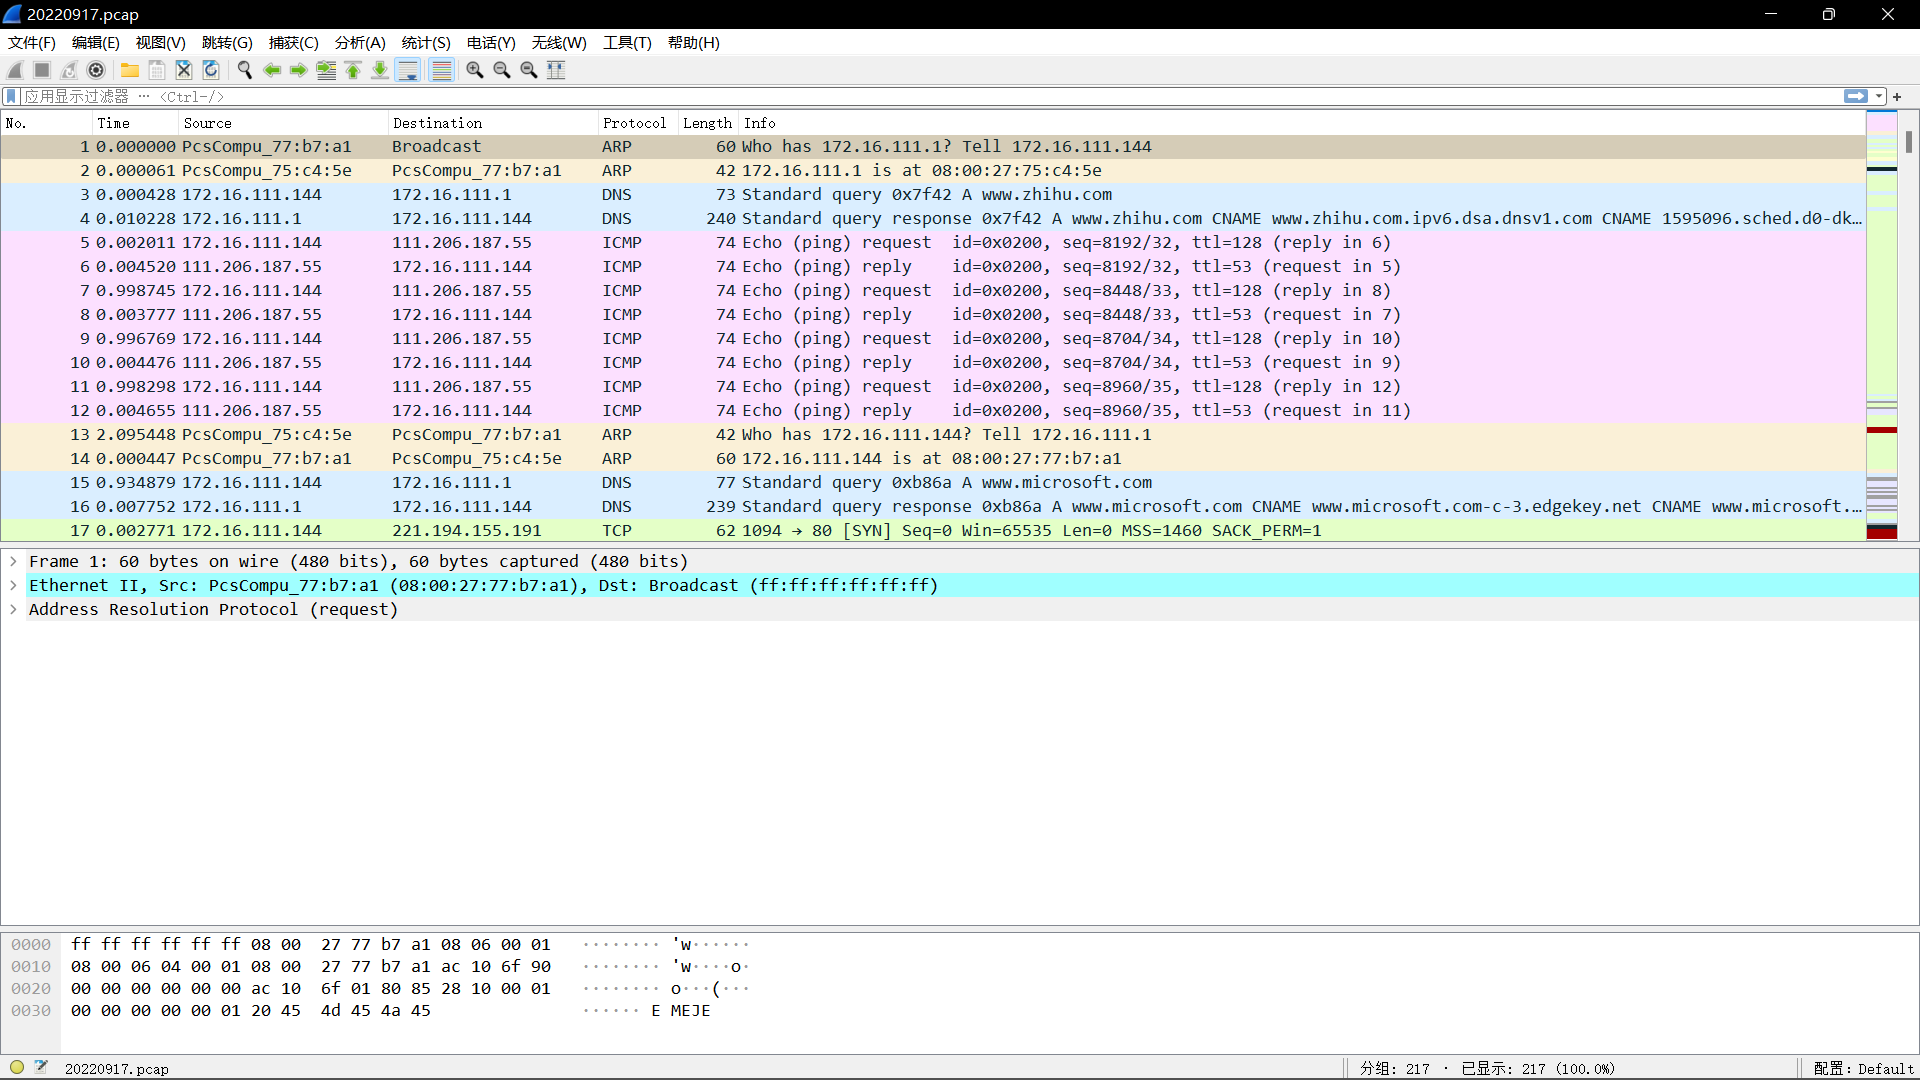 20220917.pcap
文件(F) 编辑(E) 视图(V) 跳转(G) 捕获(C) 分析(A) 统计(S) 电话(Y) 无线(W) 工具(T) 帮助(H)
应用显示过滤器 … <Ctrl-/>
No. Time Source Destination Protocol Length Info
1 0.000000 PcsCompu_77:b7:a1 Broadcast ARP 60 Who has 172.16.111.1? Tell 172.16.111.144
2 0.000061 PcsCompu_75:c4:5e PcsCompu_77:b7:a1 ARP 42 172.16.111.1 is at 08:00:27:75:c4:5e
3 0.000428 172.16.111.144 172.16.111.1 DNS 73 Standard query 0x7f42 A www.zhihu.com
4 0.010228 172.16.111.1 172.16.111.144 DNS 240 Standard query response 0x7f42 A www.zhihu.com CNAME www.zhihu.com.ipv6.dsa.dnsv1.com CNAME 1595096.sched.d0-dk…
5 0.002011 172.16.111.144 111.206.187.55 ICMP 74 Echo (ping) request id=0x0200, seq=8192/32, ttl=128 (reply in 6)
6 0.004520 111.206.187.55 172.16.111.144 ICMP 74 Echo (ping) reply id=0x0200, seq=8192/32, ttl=53 (request in 5)
7 0.998745 172.16.111.144 111.206.187.55 ICMP 74 Echo (ping) request id=0x0200, seq=8448/33, ttl=128 (reply in 8)
8 0.003777 111.206.187.55 172.16.111.144 ICMP 74 Echo (ping) reply id=0x0200, seq=8448/33, ttl=53 (request in 7)
9 0.996769 172.16.111.144 111.206.187.55 ICMP 74 Echo (ping) request id=0x0200, seq=8704/34, ttl=128 (reply in 10)
10 0.004476 111.206.187.55 172.16.111.144 ICMP 74 Echo (ping) reply id=0x0200, seq=8704/34, ttl=53 (request in 9)
11 0.998298 172.16.111.144 111.206.187.55 ICMP 74 Echo (ping) request id=0x0200, seq=8960/35, ttl=128 (reply in 12)
12 0.004655 111.206.187.55 172.16.111.144 ICMP 74 Echo (ping) reply id=0x0200, seq=8960/35, ttl=53 (request in 11)
13 2.095448 PcsCompu_75:c4:5e PcsCompu_77:b7:a1 ARP 42 Who has 172.16.111.144? Tell 172.16.111.1
14 0.000447 PcsCompu_77:b7:a1 PcsCompu_75:c4:5e ARP 60 172.16.111.144 is at 08:00:27:77:b7:a1
15 0.934879 172.16.111.144 172.16.111.1 DNS 77 Standard query 0xb86a A www.microsoft.com
16 0.007752 172.16.111.1 172.16.111.144 DNS 239 Standard query response 0xb86a A www.microsoft.com CNAME www.microsoft.com-c-3.edgekey.net CNAME www.microsoft.…
17 0.002771 172.16.111.144 221.194.155.191 TCP 62 1094 → 80 [SYN] Seq=0 Win=65535 Len=0 MSS=1460 SACK_PERM=1
Frame 1: 60 bytes on wire (480 bits), 60 bytes captured (480 bits)
Ethernet II, Src: PcsCompu_77:b7:a1 (08:00:27:77:b7:a1), Dst: Broadcast (ff:ff:ff:ff:ff:ff)
Address Resolution Protocol (request)
0000 ff ff ff ff ff ff 08 00 27 77 b7 a1 08 06 00 01 ········ 'w······
0010 08 00 06 04 00 01 08 00 27 77 b7 a1 ac 10 6f 90 ········ 'w····o·
0020 00 00 00 00 00 00 ac 10 6f 01 80 85 28 10 00 01 ········ o···(···
0030 00 00 00 00 00 01 20 45 4d 45 4a 45 ······ E MEJE
20220917.pcap 分组: 217 · 已显示: 217 (100.0%) 配置: Default